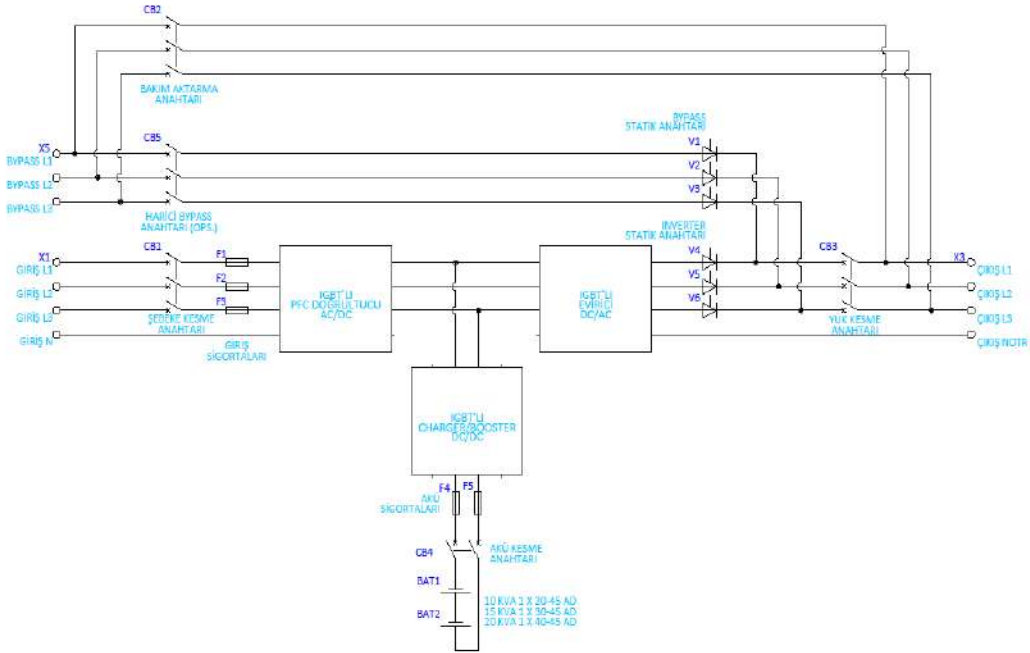 CB2
BAKIM AKTARMA
ANAHTARI
X5
BYPASS L1
BYPASS L2
BYPASS L3
CB5
HARİCİ BYPASS
ANAHTARI (OPS.)
BYPASS
STATİK ANAHTARI
V1
V2
V3
X1
GİRİŞ L1
GİRİŞ L2
GİRİŞ L3
GİRİŞ N
CB1
ŞEBEKE KESME
ANAHTARI
F1
F2
F3
GİRİŞ
SİGORTALARI
IGBT'LI
PFC DOĞRULTUCU
AC/DC
IGBT'LI
EVİRİCİ
DC/AC
INVERTER
STATİK ANAHTARI
V4
V5
V6
CB3
YUK KESME
ANAHTARI
X3
ÇIKIŞ L1
ÇIKIŞ L2
ÇIKIŞ L3
ÇIKIŞ NOTR
IGBT'LI
CHARGER/BOOSTER
DC/DC
F4
F5
AKÜ
SİGORTALARI
CB4
AKÜ KESME
ANAHTARI
BAT1
BAT2
10 KVA 1 X 20-45 AD
15 KVA 1 X 30-45 AD
20 KVA 1 X 40-45 AD